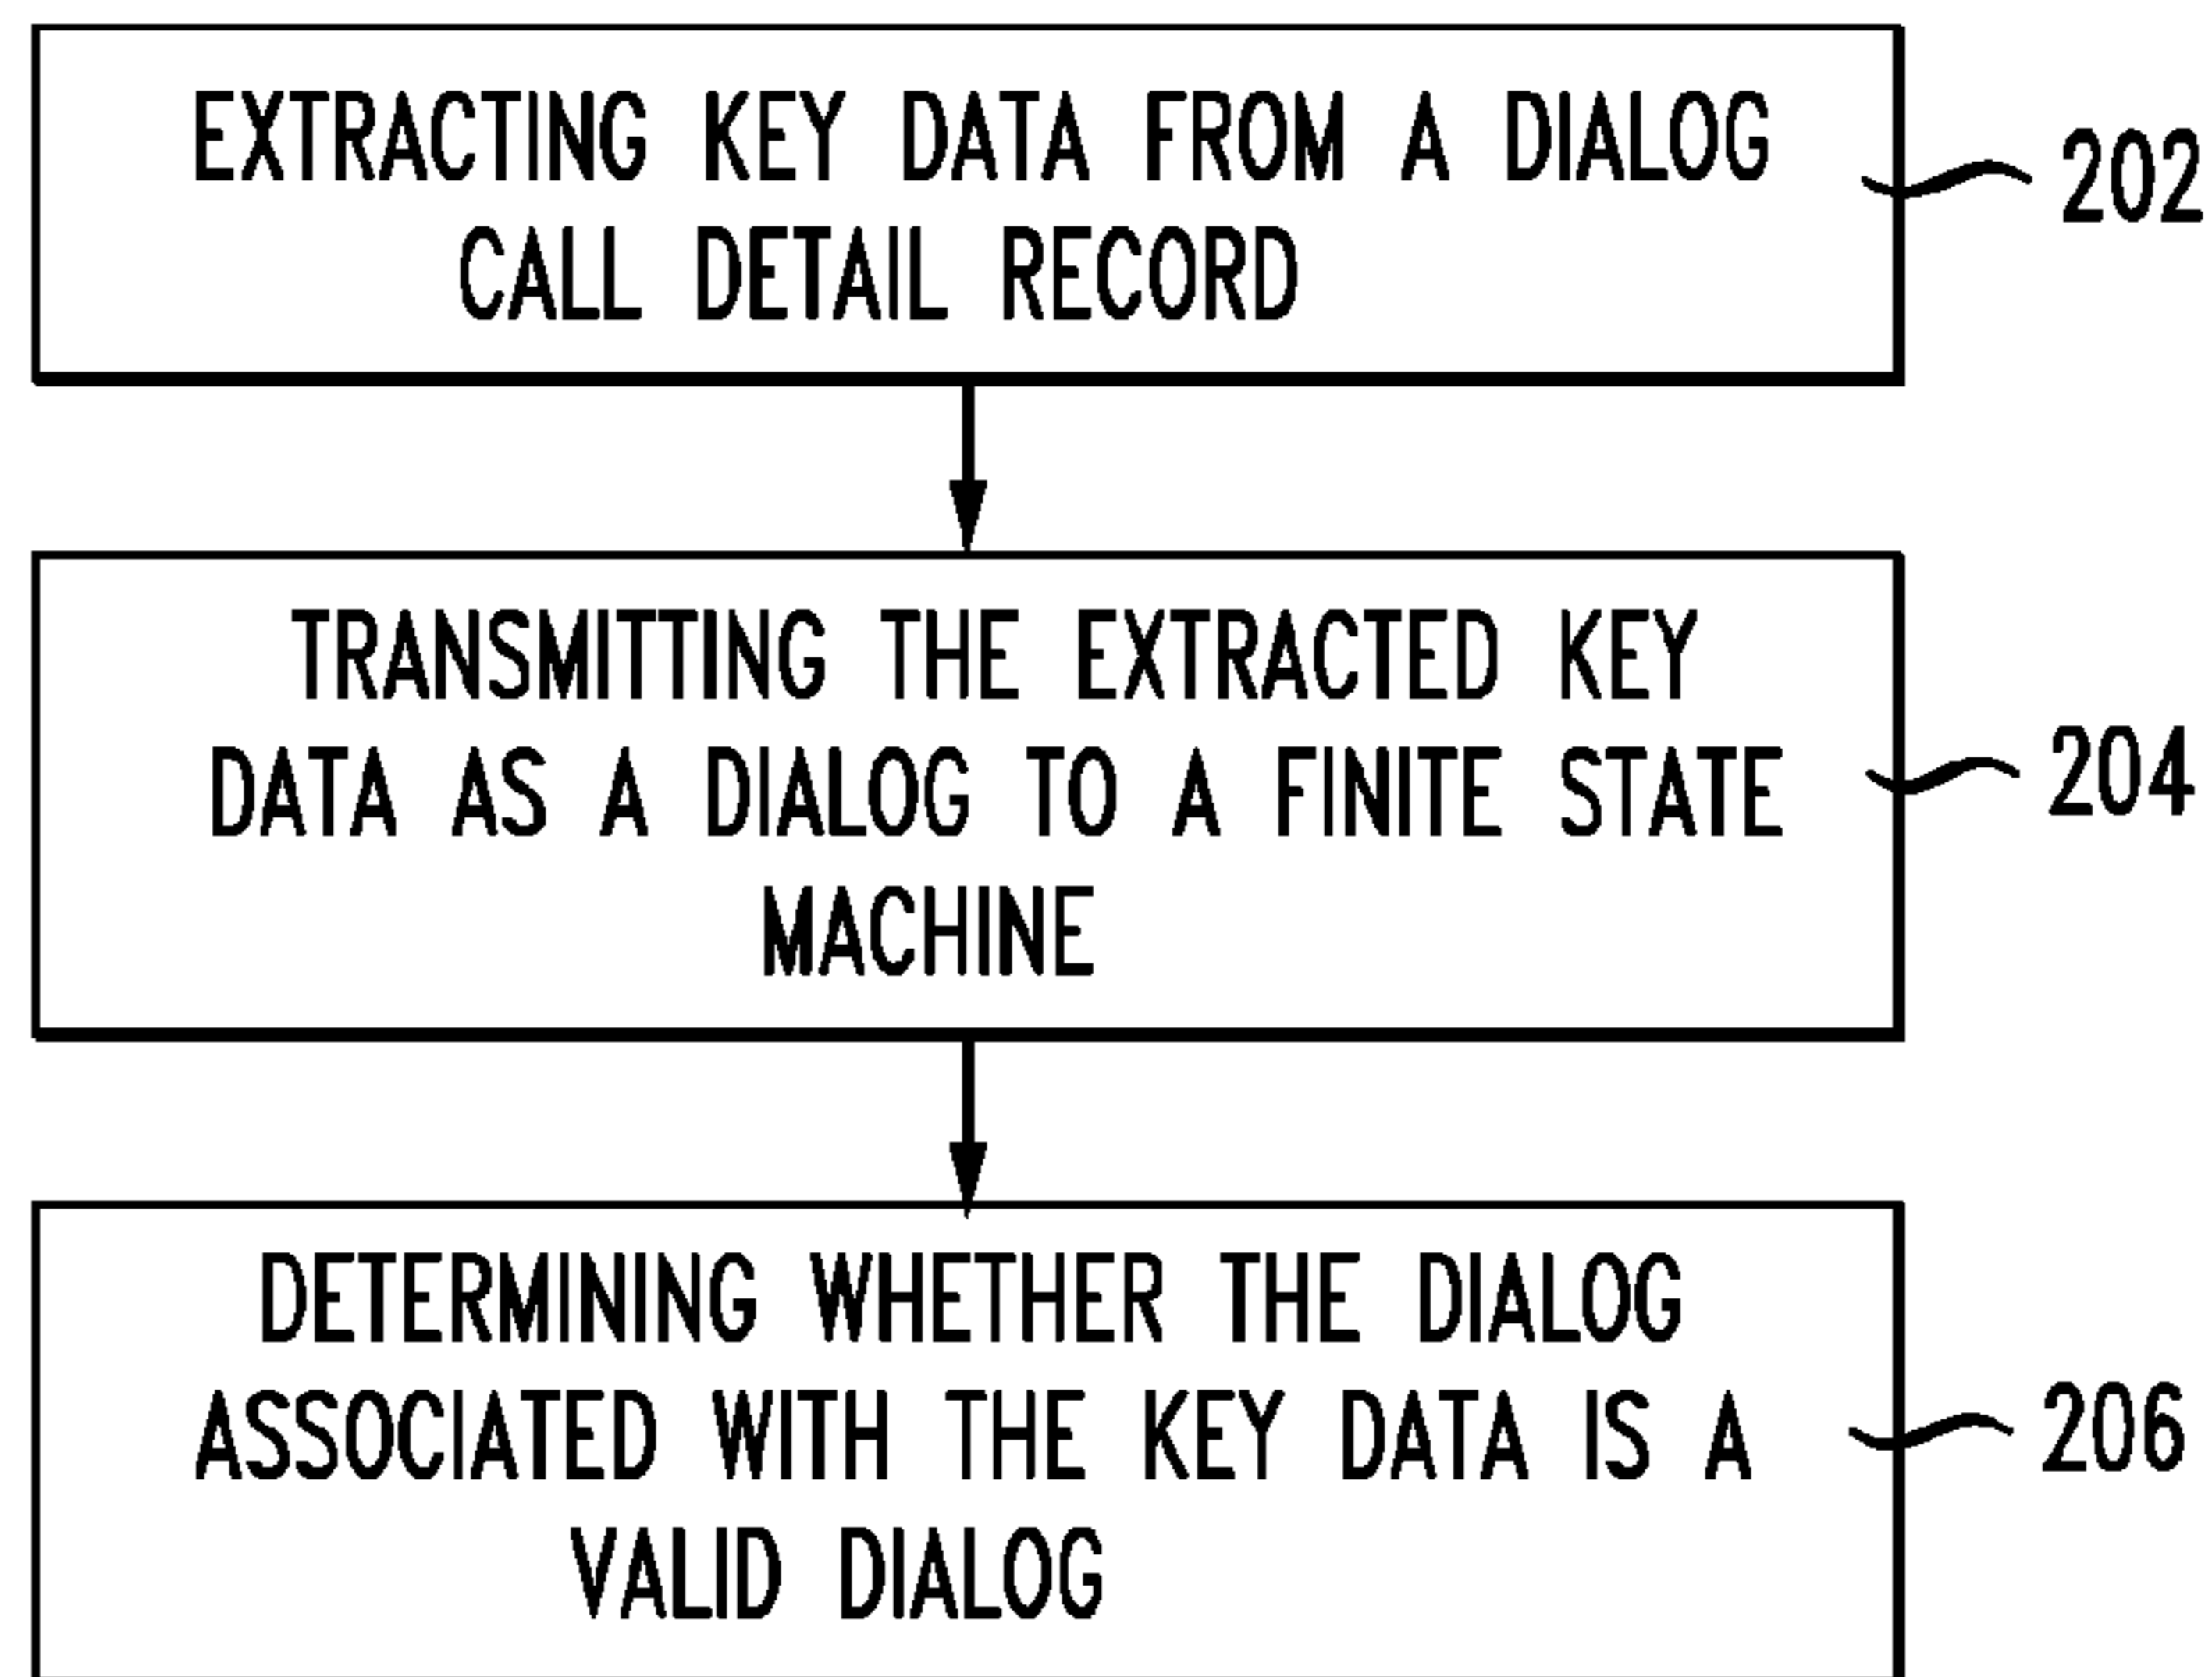 EXTRACTING KEY DATA FROM A DIALOG
CALL DETAIL RECORD
202
TRANSMITTING THE EXTRACTED KEY
DATA AS A DIALOG TO A FINITE STATE
MACHINE
204
DETERMINING WHETHER THE DIALOG
ASSOCIATED WITH THE KEY DATA IS A
VALID DIALOG
206